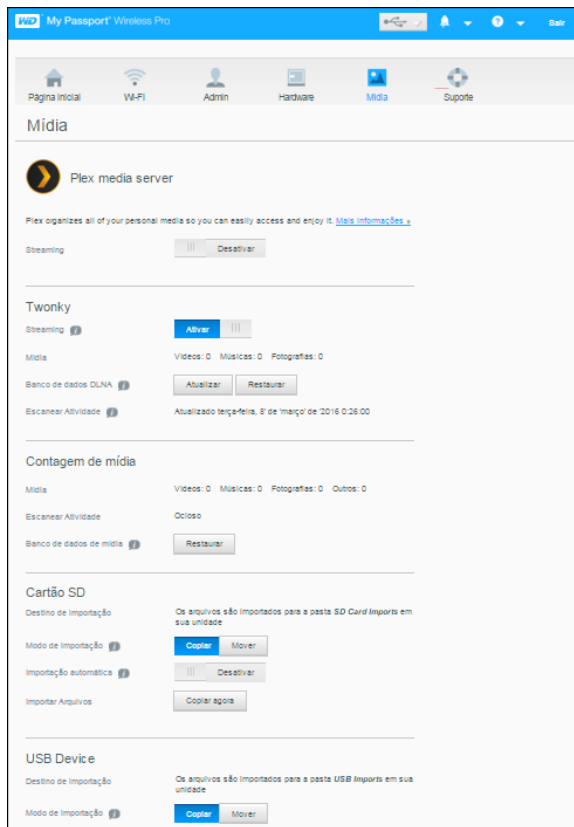 WD My Passport' Wireless Pro
Sair
Página Inicial
Wi-Fi
Admin
Hardware
Mídia
Suporte
Mídia
Plex media server
Plex organizes all of your personal media so you can easily access and enjoy it. Mais Informações »
Streaming Desativar
Twonky
Streaming Ativar
Mídia Vídeos: 0 Músicas: 0 Fotografias: 0
Banco de dados DLNA Atualizar Restaurar
Escanear Atividade Atualizado terça-feira, 8' de 'março' de '2016 0:26:00
Contagem de mídia
Mídia Vídeos: 0 Músicas: 0 Fotografias: 0 Outros: 0
Escanear Atividade Ocioso
Banco de dados de mídia Restaurar
Cartão SD
Destino de Importação Os arquivos são importados para a pasta SD Card Imports em
sua unidade
Modo de Importação Copiar Mover
Importação automática Desativar
Importar Arquivos Copiar agora
USB Device
Destino de Importação Os arquivos são importados para a pasta USB Imports em sua
unidade
Modo de Importação Copiar Mover